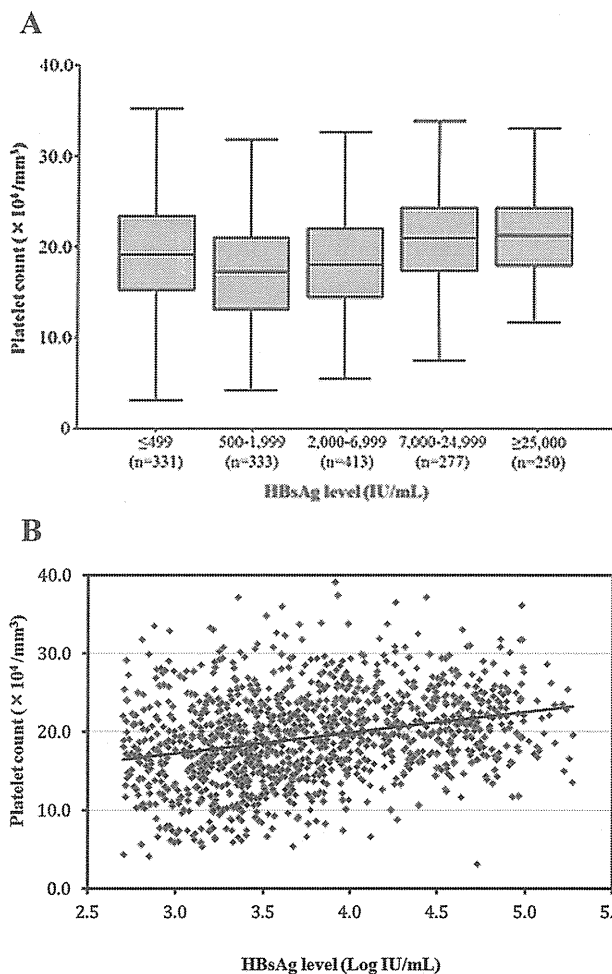 A
Platelet count (×10⁴/mm³)
40.0
30.0
20.0
10.0
0
≤499 500-1,999 2,000-6,999 7,000-24,999 ≥25,000
(n=331) (n=333) (n=413) (n=277) (n=250)
HBsAg level (IU/mL)
B
Platelet count (×10⁴/mm³)
40.0
30.0
20.0
10.0
0.0
2.5 3.0 3.5 4.0 4.5 5.0 5.
HBsAg level (Log IU/mL)